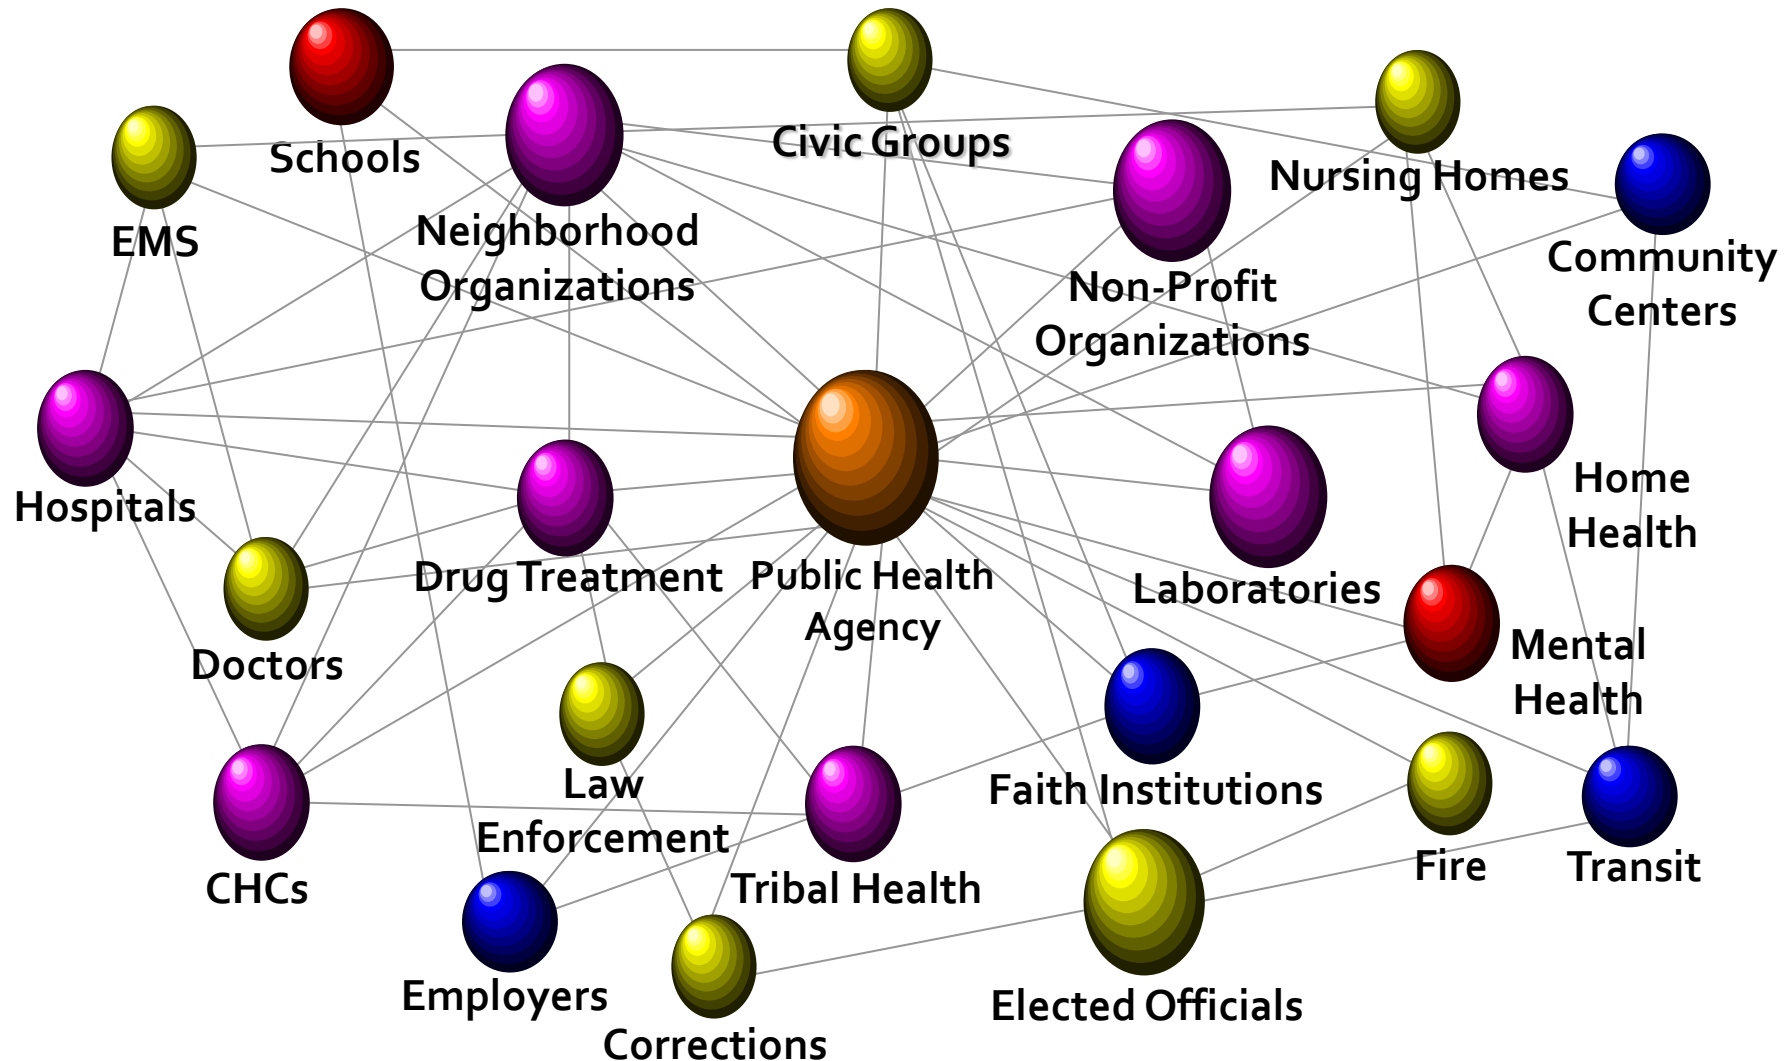 Schools
Civic Groups
Nursing Homes
EMS
Neighborhood
Organizations
Non-Profit
Organizations
Community
Centers
Hospitals
Drug Treatment
Public Health
Agency
Laboratories
Home
Health
Doctors
Mental
Health
Law
Enforcement
Faith Institutions
CHCs
Tribal Health
Fire
Transit
Employers
Corrections
Elected Officials